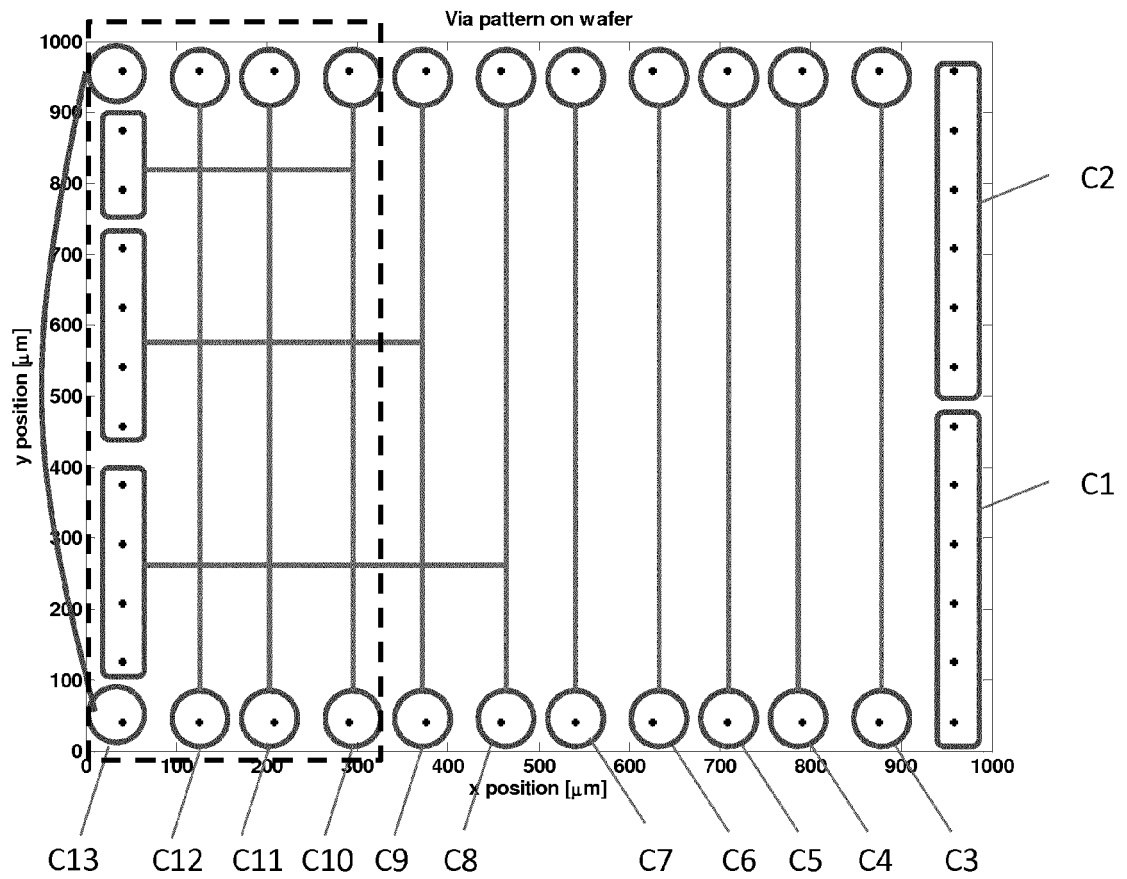 Via pattern on wafer
1000
900
800
700
600
500
400
300
200
100
0
y position [μm]
0 100 200 300 400 500 600 700 800 900 1000
x position [μm]
C2
C1
C13 C12 C11 C10 C9 C8 C7 C6 C5 C4 C3